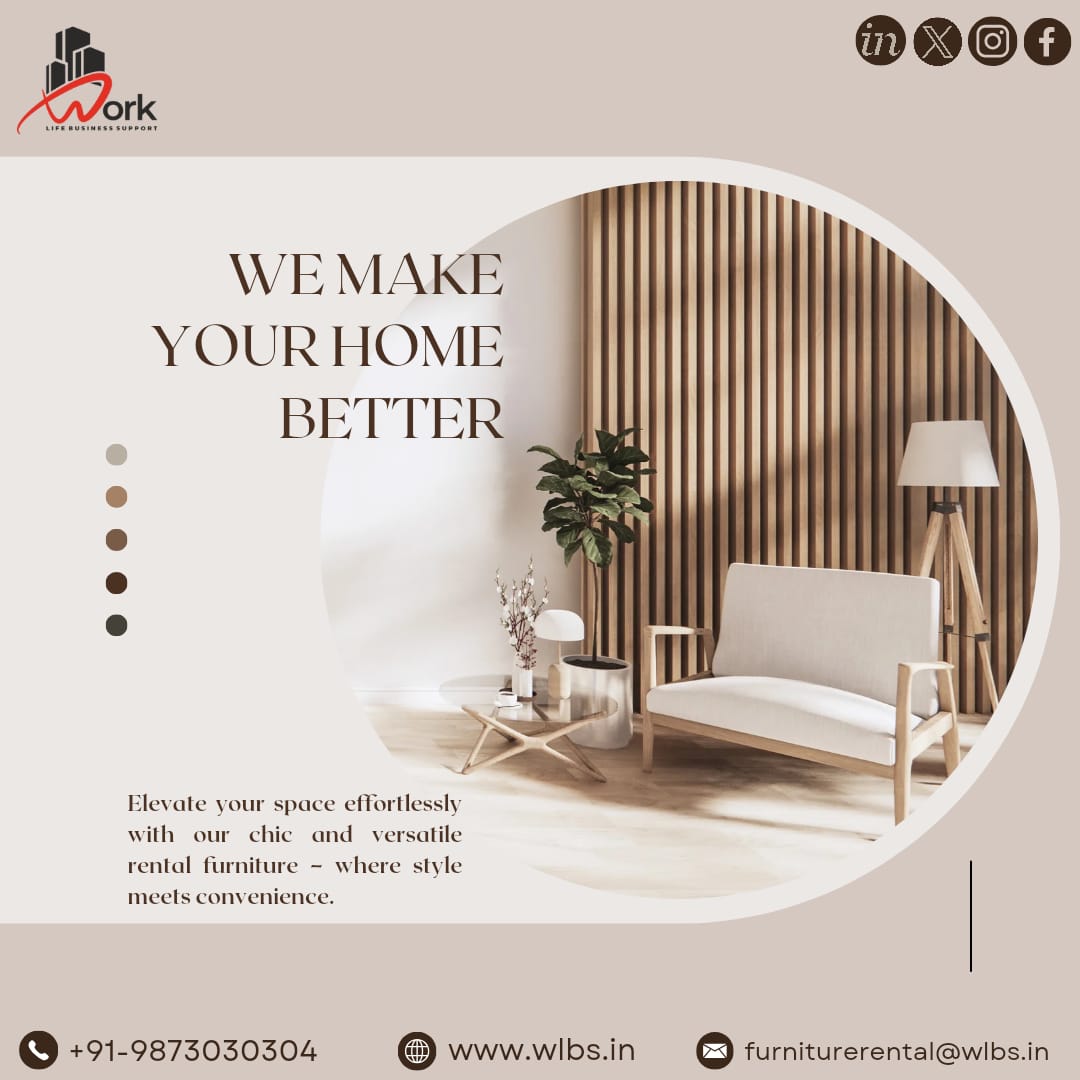 Work
LIFE BUSINESS SUPPORT
in
WE MAKE
YOUR HOME
BETTER
Elevate your space effortlessly
with our chic and versatile
rental furniture – where style
meets convenience.
+91-9873030304
www.wlbs.in
furniturerental@wlbs.in